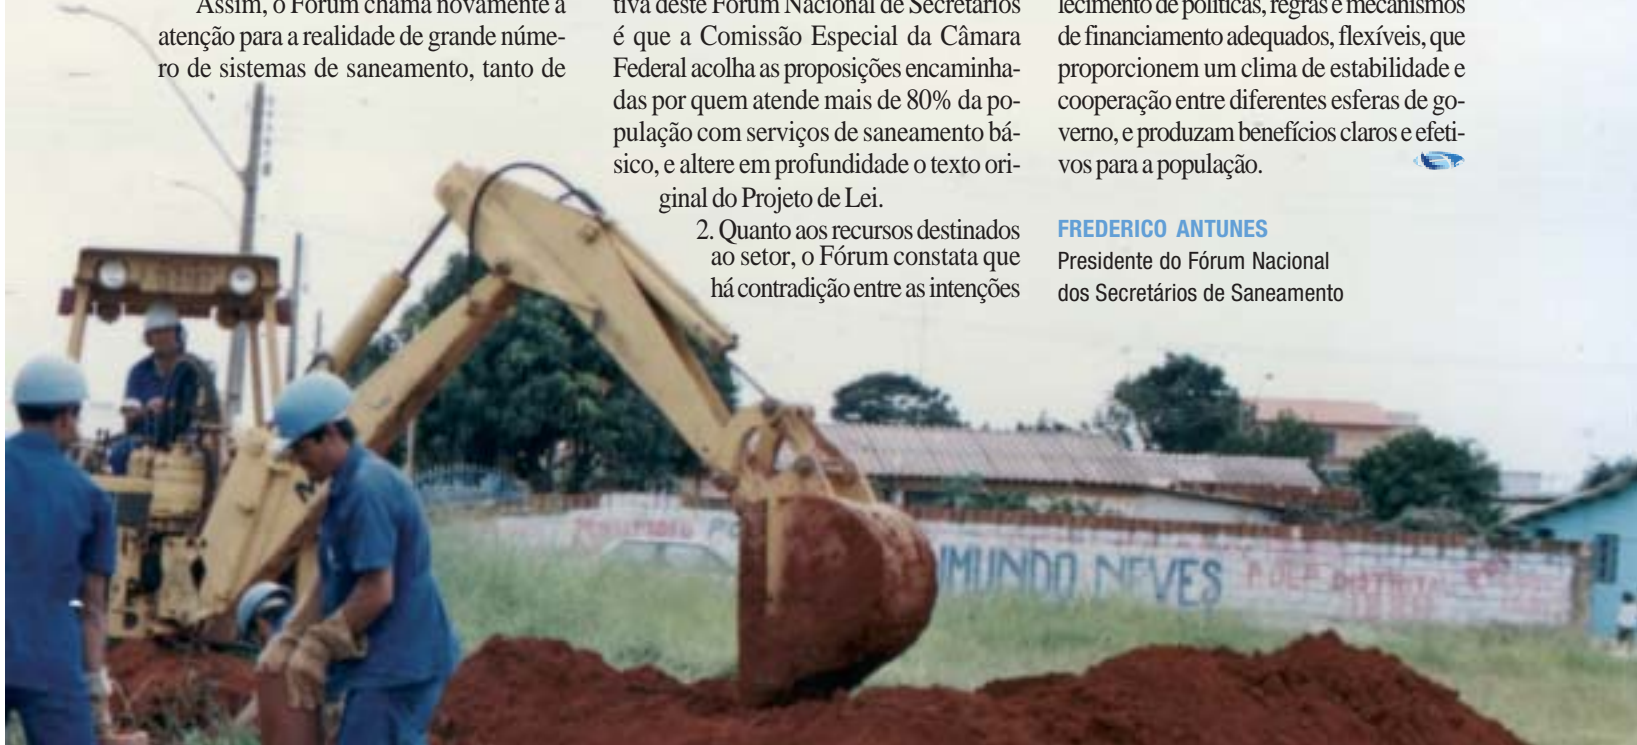 Assim, o Fórum chama novamente a
atenção para a realidade de grande núme-
ro de sistemas de saneamento, tanto de
tiva deste Fórum Nacional de Secretários
é que a Comissão Especial da Câmara
Federal acolha as proposições encaminha-
das por quem atende mais de 80% da po-
pulação com serviços de saneamento bá-
sico, e altere em profundidade o texto ori-
ginal do Projeto de Lei.
2. Quanto aos recursos destinados
ao setor, o Fórum constata que
há contradição entre as intenções
lecimento de políticas, regras e mecanismos
de financiamento adequados, flexíveis, que
proporcionem um clima de estabilidade e
cooperação entre diferentes esferas de go-
verno, e produzam benefícios claros e efeti-
vos para a população.
FREDERICO ANTUNES
Presidente do Fórum Nacional
dos Secretários de Saneamento
IMUNDO NEVES